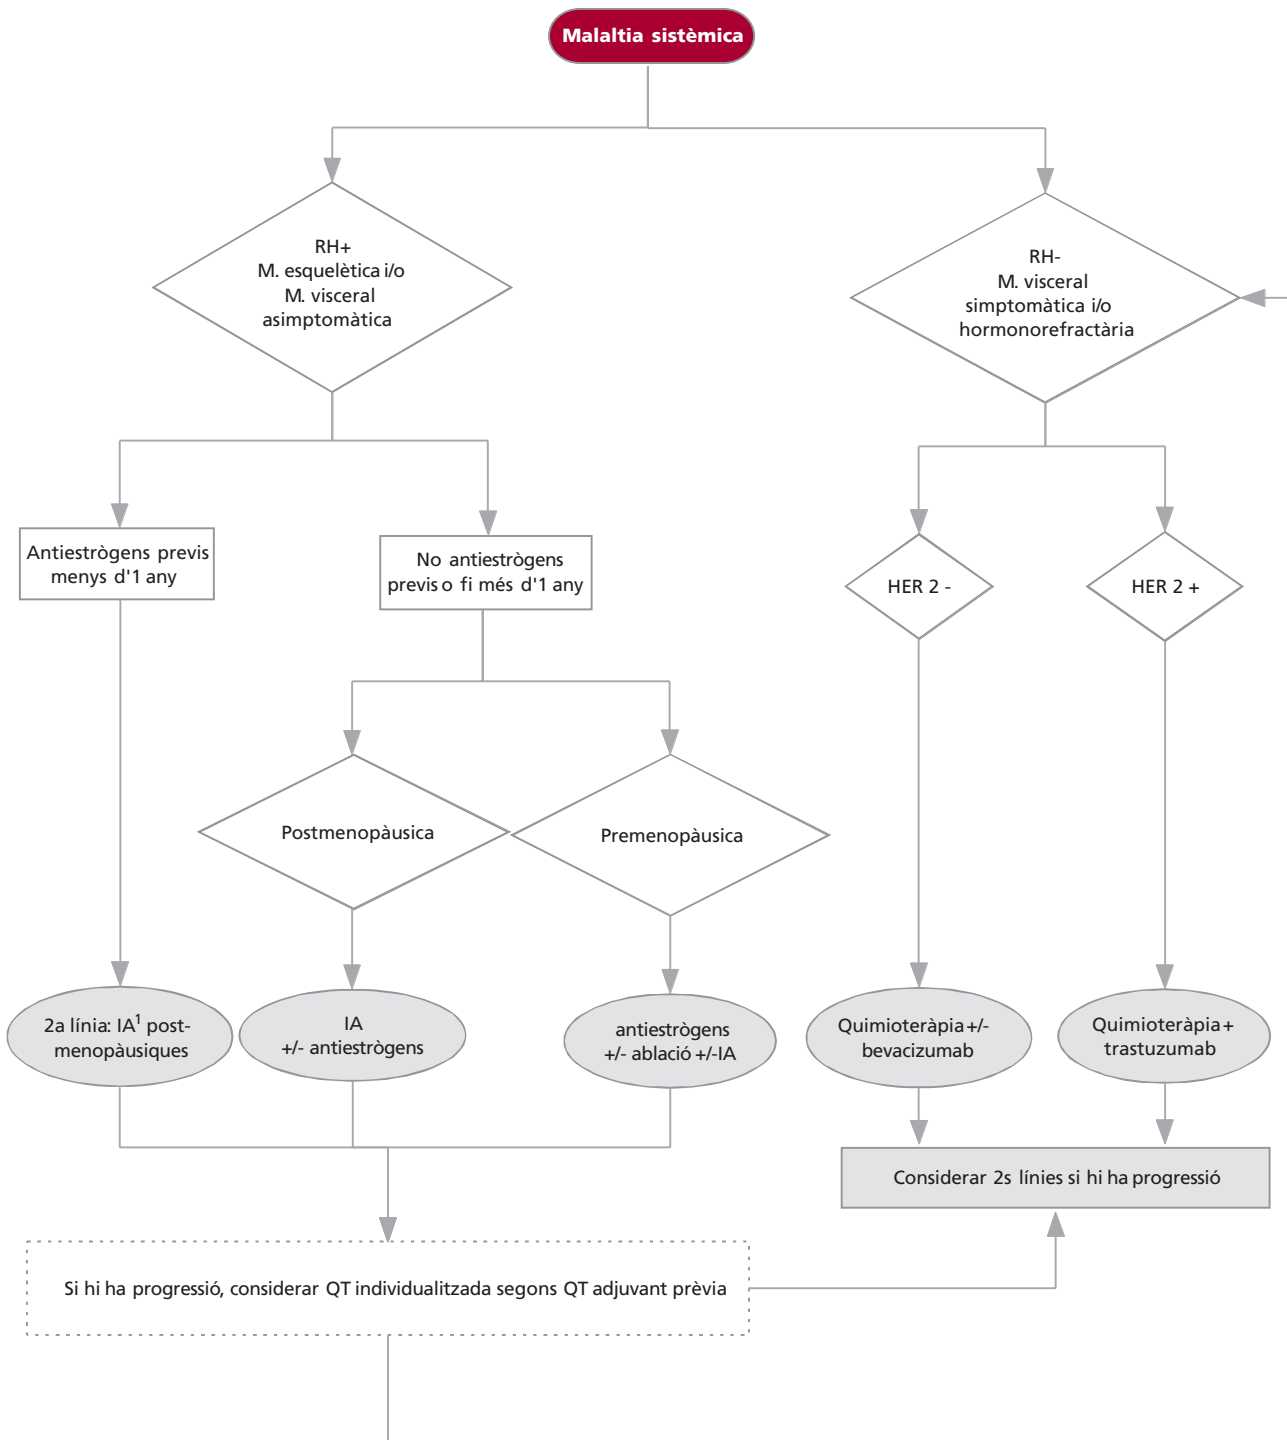 Malaltia sistèmica
RH+
M. esquelètica i/o
M. visceral
asimptomàtica
RH-
M. visceral
simptomàtica i/o
hormonorefractària
Antiestrògens previs
menys d'1 any
No antiestrògens
previs o fi més d'1 any
HER 2 -
HER 2 +
Postmenopàusica
Premenopàusica
2a línia: IA¹ post-
menopàusiques
IA
+/- antiestrògens
antiestrògens
+/- ablació +/-IA
Quimioteràpia +/-
bevacizumab
Quimioteràpia +
trastuzumab
Considerar 2s línies si hi ha progressió
Si hi ha progressió, considerar QT individualitzada segons QT adjuvant prèvia